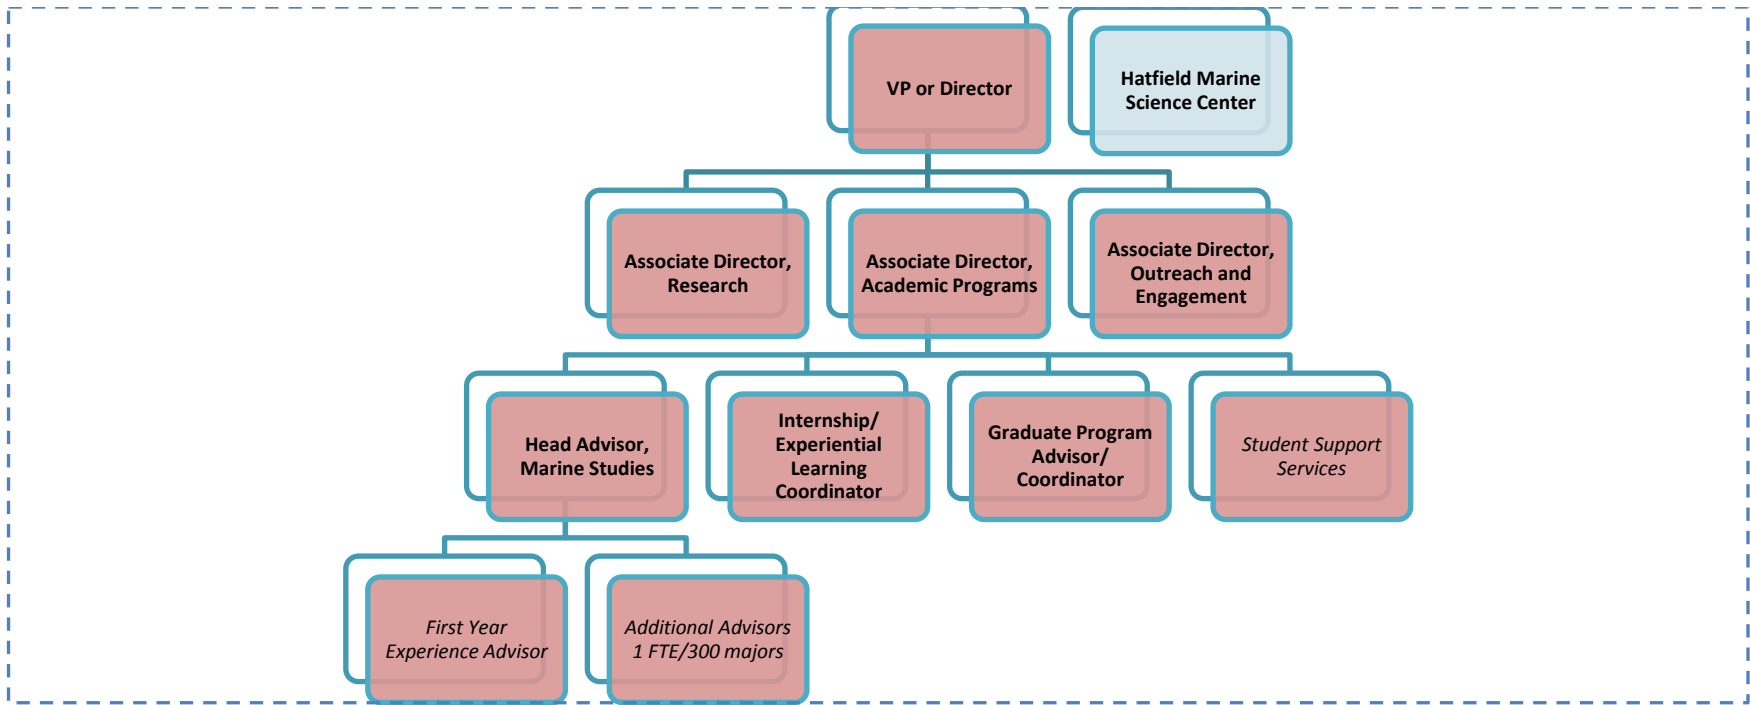 VP or Director
Hatfield Marine
Science Center
Associate Director,
Research
Associate Director,
Academic Programs
Associate Director,
Outreach and
Engagement
Head Advisor,
Marine Studies
Internship/
Experiential
Learning
Coordinator
Graduate Program
Advisor/
Coordinator
Student Support
Services
First Year
Experience Advisor
Additional Advisors
1 FTE/300 majors